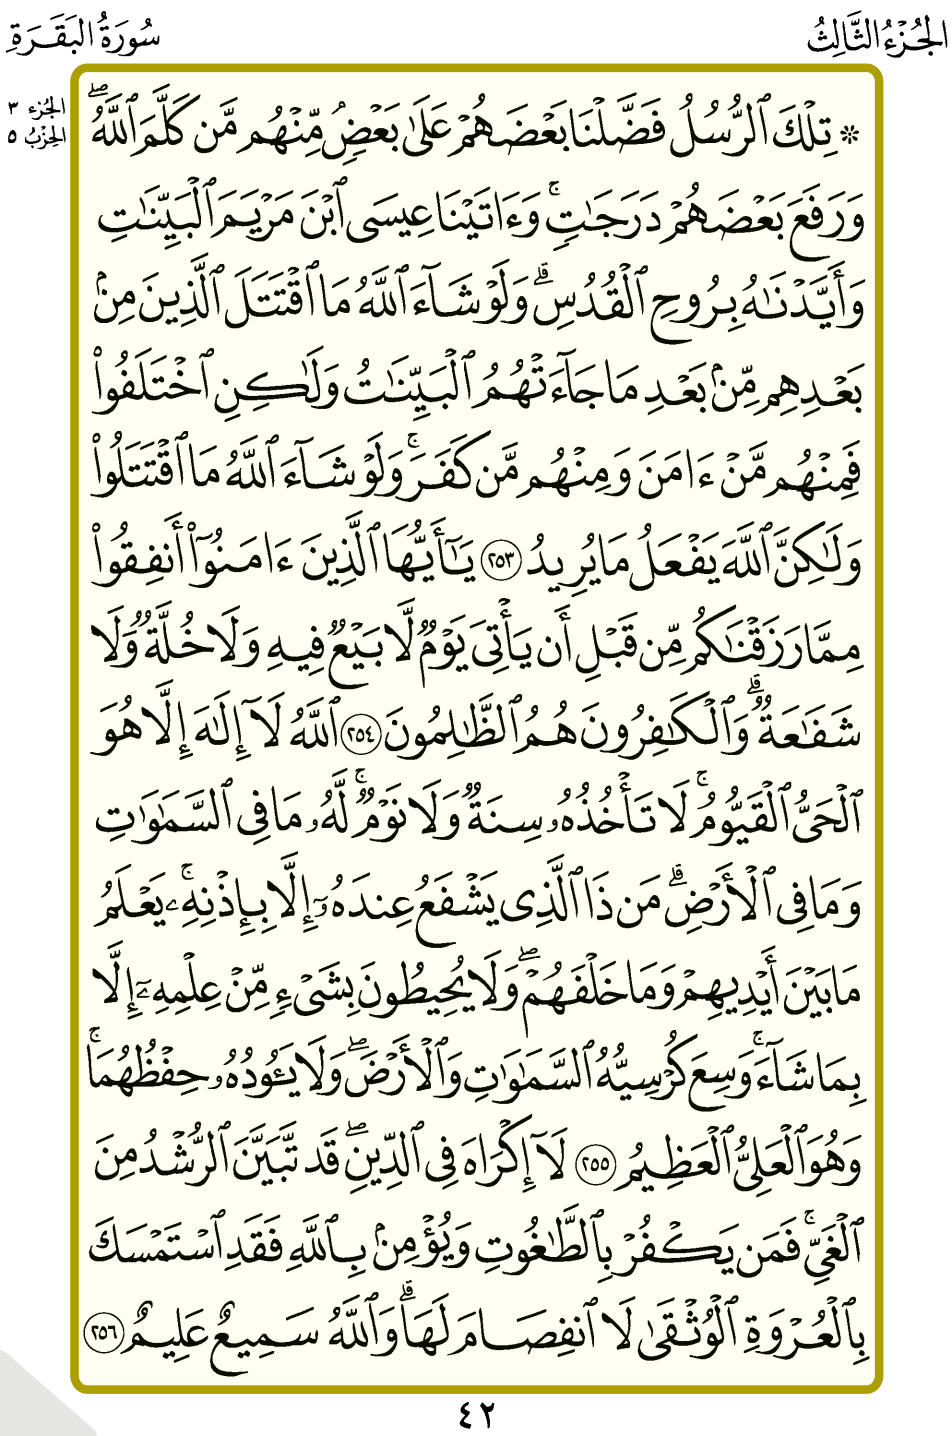 الجُزْءُ الثَّالِثُ
سُورَةُ البَقَرَةِ
الجُزء ٣
الحِزْبُ ٥
۞ تِلْكَ ٱلرُّسُلُ فَضَّلْنَا بَعْضَهُمْ عَلَىٰ بَعْضٍۢ مِّنْهُم مَّن كَلَّمَ ٱللَّهُۖ
وَرَفَعَ بَعْضَهُمْ دَرَجَٰتٍۢۚ وَءَاتَيْنَا عِيسَى ٱبْنَ مَرْيَمَ ٱلْبَيِّنَٰتِ
وَأَيَّدْنَٰهُ بِرُوحِ ٱلْقُدُسِۗ وَلَوْ شَآءَ ٱللَّهُ مَا ٱقْتَتَلَ ٱلَّذِينَ مِنۢ
بَعْدِهِم مِّنۢ بَعْدِ مَا جَآءَتْهُمُ ٱلْبَيِّنَٰتُ وَلَٰكِنِ ٱخْتَلَفُوا۟
فَمِنْهُم مَّنْ ءَامَنَ وَمِنْهُم مَّن كَفَرَۚ وَلَوْ شَآءَ ٱللَّهُ مَا ٱقْتَتَلُوا۟
وَلَٰكِنَّ ٱللَّهَ يَفْعَلُ مَا يُرِيدُ ٢٥٣ يَٰٓأَيُّهَا ٱلَّذِينَ ءَامَنُوٓا۟ أَنفِقُوا۟
مِمَّا رَزَقْنَٰكُم مِّن قَبْلِ أَن يَأْتِىَ يَوْمٌۭ لَّا بَيْعٌۭ فِيهِ وَلَا خُلَّةٌۭ وَلَا
شَفَٰعَةٌۭۗ وَٱلْكَٰفِرُونَ هُمُ ٱلظَّٰلِمُونَ ٢٥٤ ٱللَّهُ لَآ إِلَٰهَ إِلَّا هُوَ
ٱلْحَىُّ ٱلْقَيُّومُۚ لَا تَأْخُذُهُۥ سِنَةٌۭ وَلَا نَوْمٌۭۚ لَّهُۥ مَا فِى ٱلسَّمَٰوَٰتِ
وَمَا فِى ٱلْأَرْضِۗ مَن ذَا ٱلَّذِى يَشْفَعُ عِندَهُۥٓ إِلَّا بِإِذْنِهِۦۚ يَعْلَمُ
مَا بَيْنَ أَيْدِيهِمْ وَمَا خَلْفَهُمْۖ وَلَا يُحِيطُونَ بِشَىْءٍۢ مِّنْ عِلْمِهِۦٓ إِلَّا
بِمَا شَآءَۚ وَسِعَ كُرْسِيُّهُ ٱلسَّمَٰوَٰتِ وَٱلْأَرْضَۖ وَلَا يَـُٔودُهُۥ حِفْظُهُمَاۚ
وَهُوَ ٱلْعَلِىُّ ٱلْعَظِيمُ ٢٥٥ لَآ إِكْرَاهَ فِى ٱلدِّينِۖ قَد تَّبَيَّنَ ٱلرُّشْدُ مِنَ
ٱلْغَىِّۚ فَمَن يَكْفُرْ بِٱلطَّٰغُوتِ وَيُؤْمِنۢ بِٱللَّهِ فَقَدِ ٱسْتَمْسَكَ
بِٱلْعُرْوَةِ ٱلْوُثْقَىٰ لَا ٱنفِصَامَ لَهَاۗ وَٱللَّهُ سَمِيعٌ عَلِيمٌ ٢٥٦
٤٢